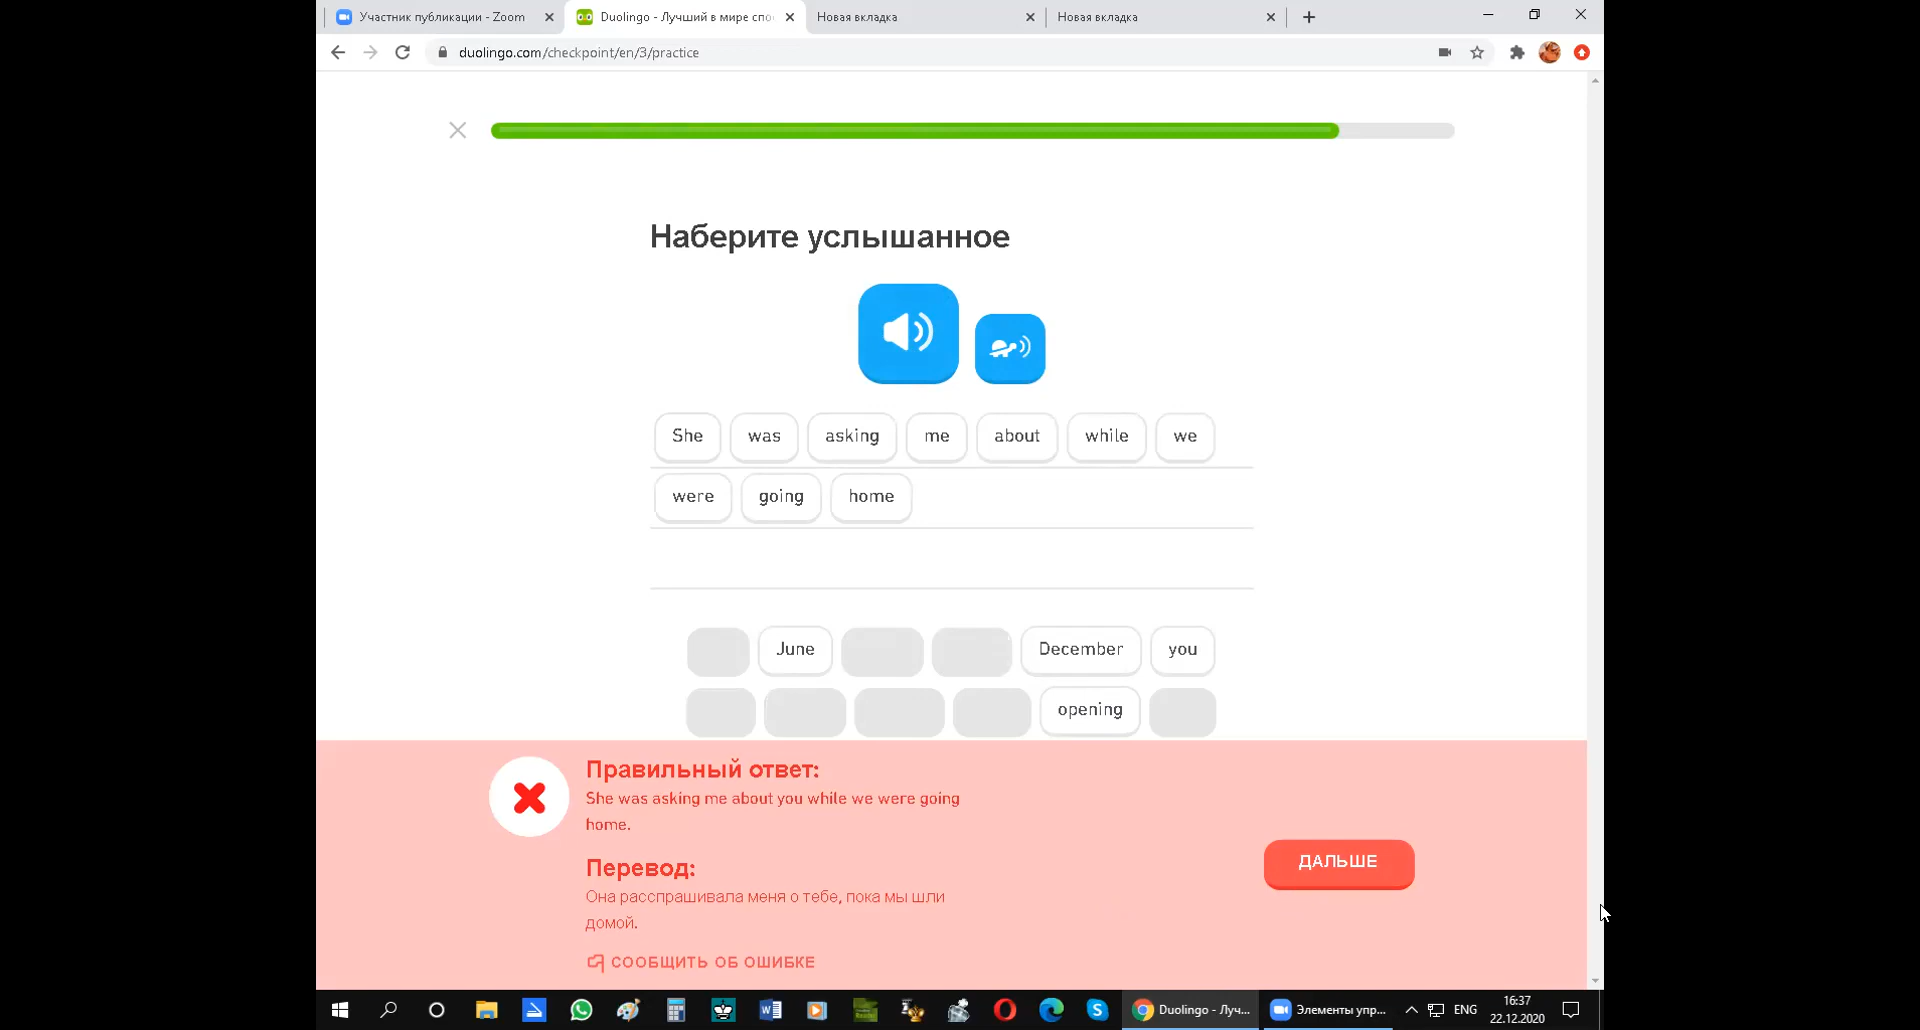 Участник публикации - Zoom
Duolingo - Лучший в мире спо
Новая вкладка
Новая вкладка
duolingo.com/checkpoint/en/3/practice
Наберите услышанное
She was asking me about while we
were going home
June December you
opening
Правильный ответ:
She was asking me about you while we were going
home.
ДАЛЬШЕ
Перевод:
Она расспрашивала меня о тебе, пока мы шли
домой.
СООБЩИТЬ ОБ ОШИБКЕ
Duolingo - Луч...
Элементы упр...
ENG
16:37
22.12.2020